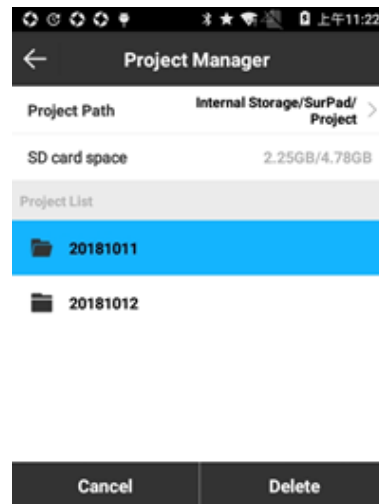 上午11:22
Project Manager
Project Path
Internal Storage/SurPad/
Project
SD card space
2.25GB/4.78GB
Project List
20181011
20181012
Cancel
Delete